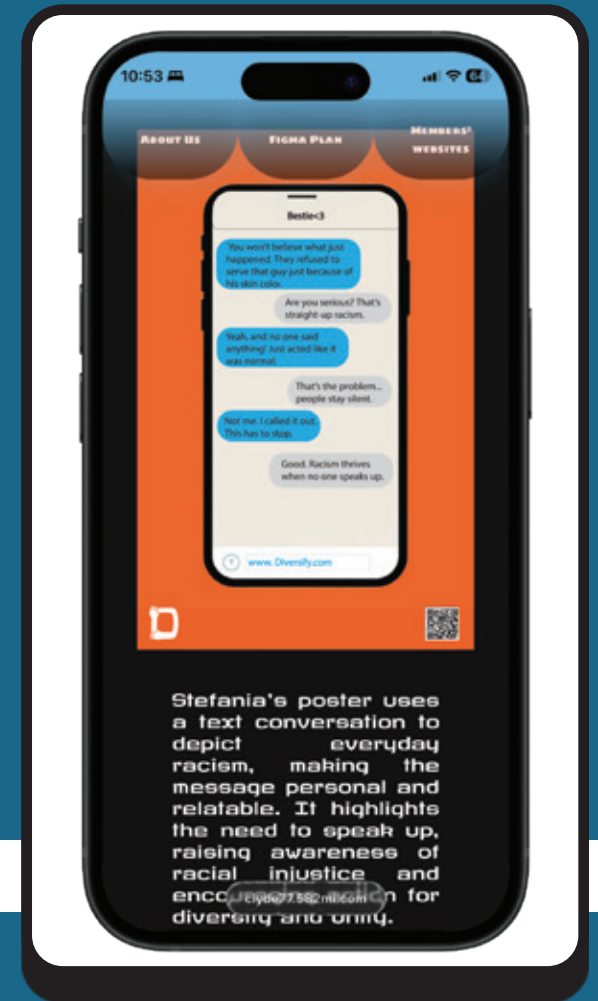 10:53
64
About Us
Figma Plan
Members'
websites
Bestie<3
You won't believe what just
happened. They refused to
serve that guy just because of
his skin color.
Are you serious? That's
straight-up racism.
Yeah, and no one said
anything! Just acted like it
was normal.
That's the problem...
people stay silent.
Not me. I called it out.
This has to stop.
Good. Racism thrives
when no one speaks up.
www. Diversify.com
D
Stefania's poster uses
a text conversation to
depict everyday
racism, making the
message personal and
relatable. It highlights
the need to speak up,
raising awareness of
racial injustice and
for
clyde77.582mi.com
diversity and unity.